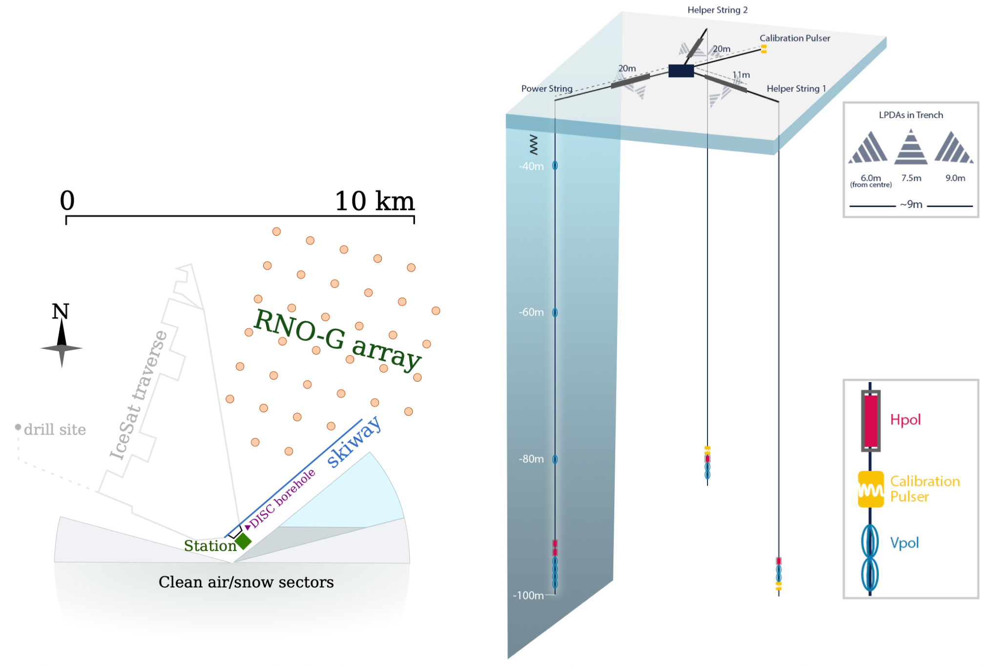 0
10 km
N
RNO-G array
IceSat traverse
drill site
skiway
DISC borehole
Station
Clean air/snow sectors
Helper String 2
Calibration Pulser
20m
20m
11m
Power String
Helper String 1
-40m
-60m
-80m
-100m
LPDAs in Trench
6.0m
(from centre)
7.5m
9.0m
~9m
Hpol
Calibration
Pulser
Vpol